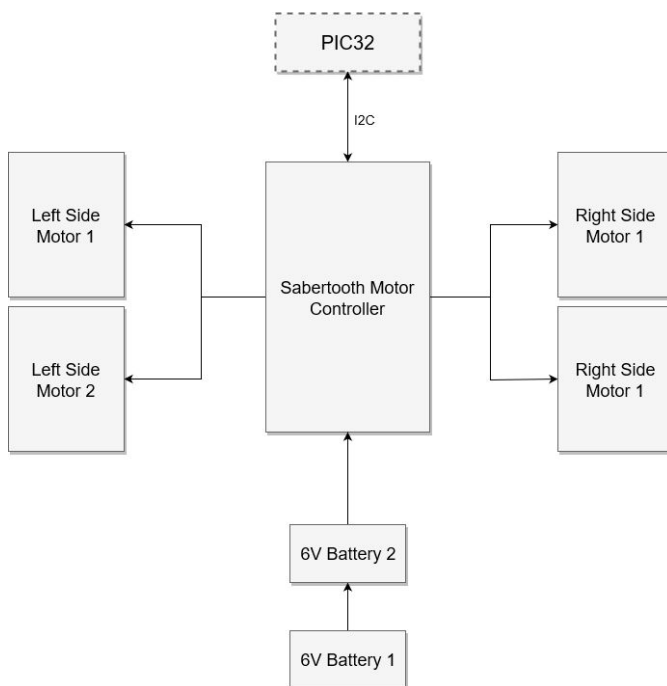 PIC32
I2C
Left Side
Motor 1
Sabertooth Motor
Controller
Right Side
Motor 1
Left Side
Motor 2
Right Side
Motor 1
6V Battery 2
6V Battery 1